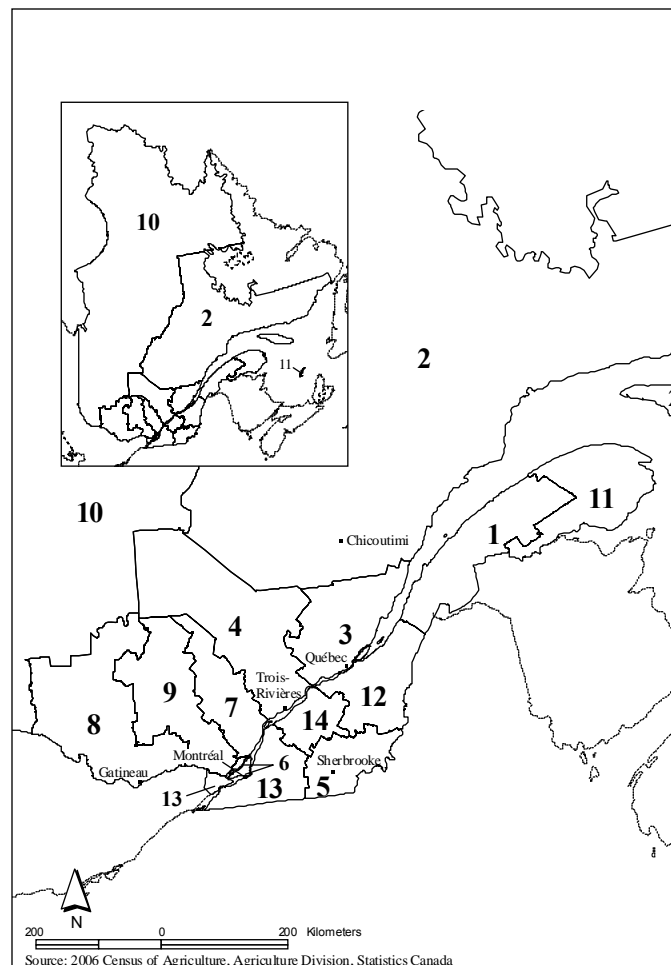 10
2
11
2
10
Chicoutimi
1
11
4
3
Québec
Trois-
Rivières
12
9
7
8
14
Montréal
6
Sherbrooke
Gatineau
13
13
5
N
200 0 200 Kilometers
Source: 2006 Census of Agriculture, Agriculture Division, Statistics Canada